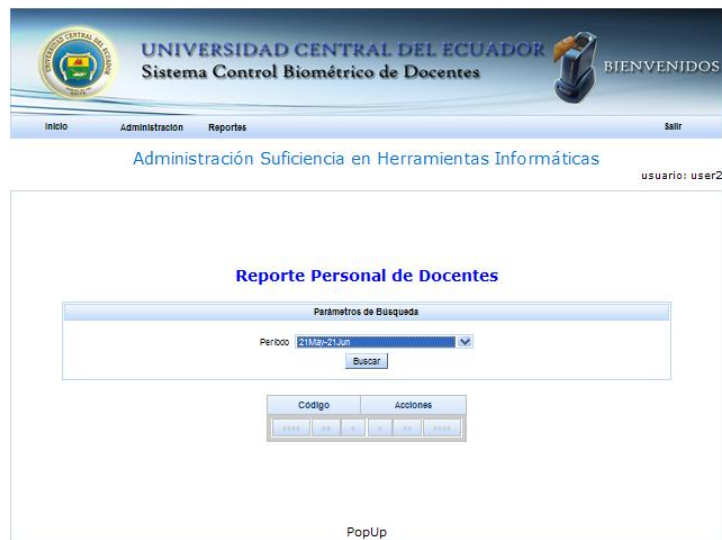 UNIVERSIDAD CENTRAL DEL ECUADOR
Sistema Control Biométrico de Docentes
BIENVENIDOS
Inicio Administración Reportes Salir
Administración Suficiencia en Herramientas Informáticas
usuario: user2
Reporte Personal de Docentes
Parámetros de Búsqueda
Período 21May-21Jun
Buscar
Código Acciones
«« «« « » »» »»»»
PopUp